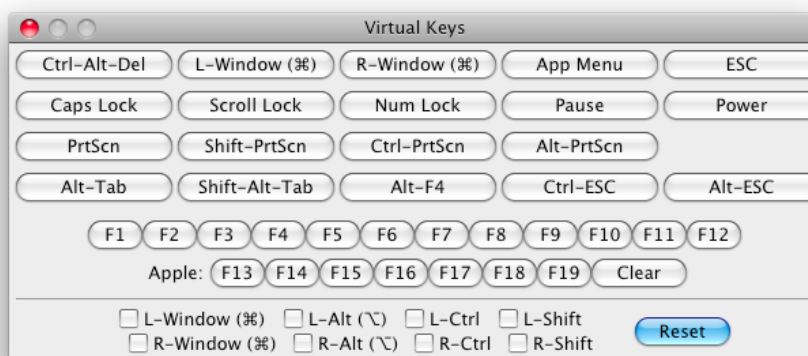 Virtual Keys
Ctrl-Alt-Del L-Window (⌘) R-Window (⌘) App Menu ESC
Caps Lock Scroll Lock Num Lock Pause Power
PrtScn Shift-PrtScn Ctrl-PrtScn Alt-PrtScn
Alt-Tab Shift-Alt-Tab Alt-F4 Ctrl-ESC Alt-ESC
F1 F2 F3 F4 F5 F6 F7 F8 F9 F10 F11 F12
Apple: F13 F14 F15 F16 F17 F18 F19 Clear
L-Window (⌘) L-Alt (⌥) L-Ctrl L-Shift
Reset
R-Window (⌘) R-Alt (⌥) R-Ctrl R-Shift